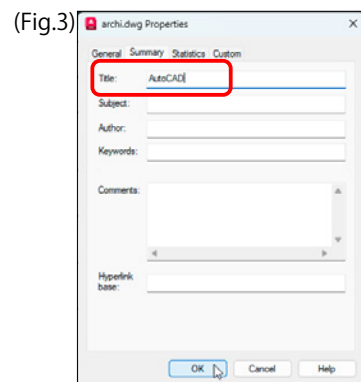 (Fig.3)
archi.dwg Properties
General Summary Statistics Custom
Title: AutoCAD
Subject:
Author:
Keywords:
Comments:
Hyperlink
base:
OK Cancel Help